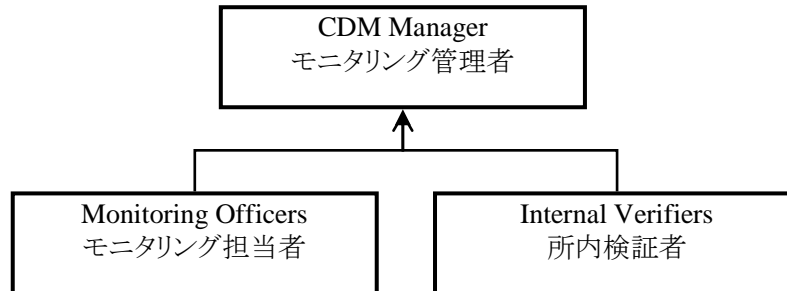 CDM Manager
モニタリング管理者
Monitoring Officers
モニタリング担当者
Internal Verifiers
所内検証者